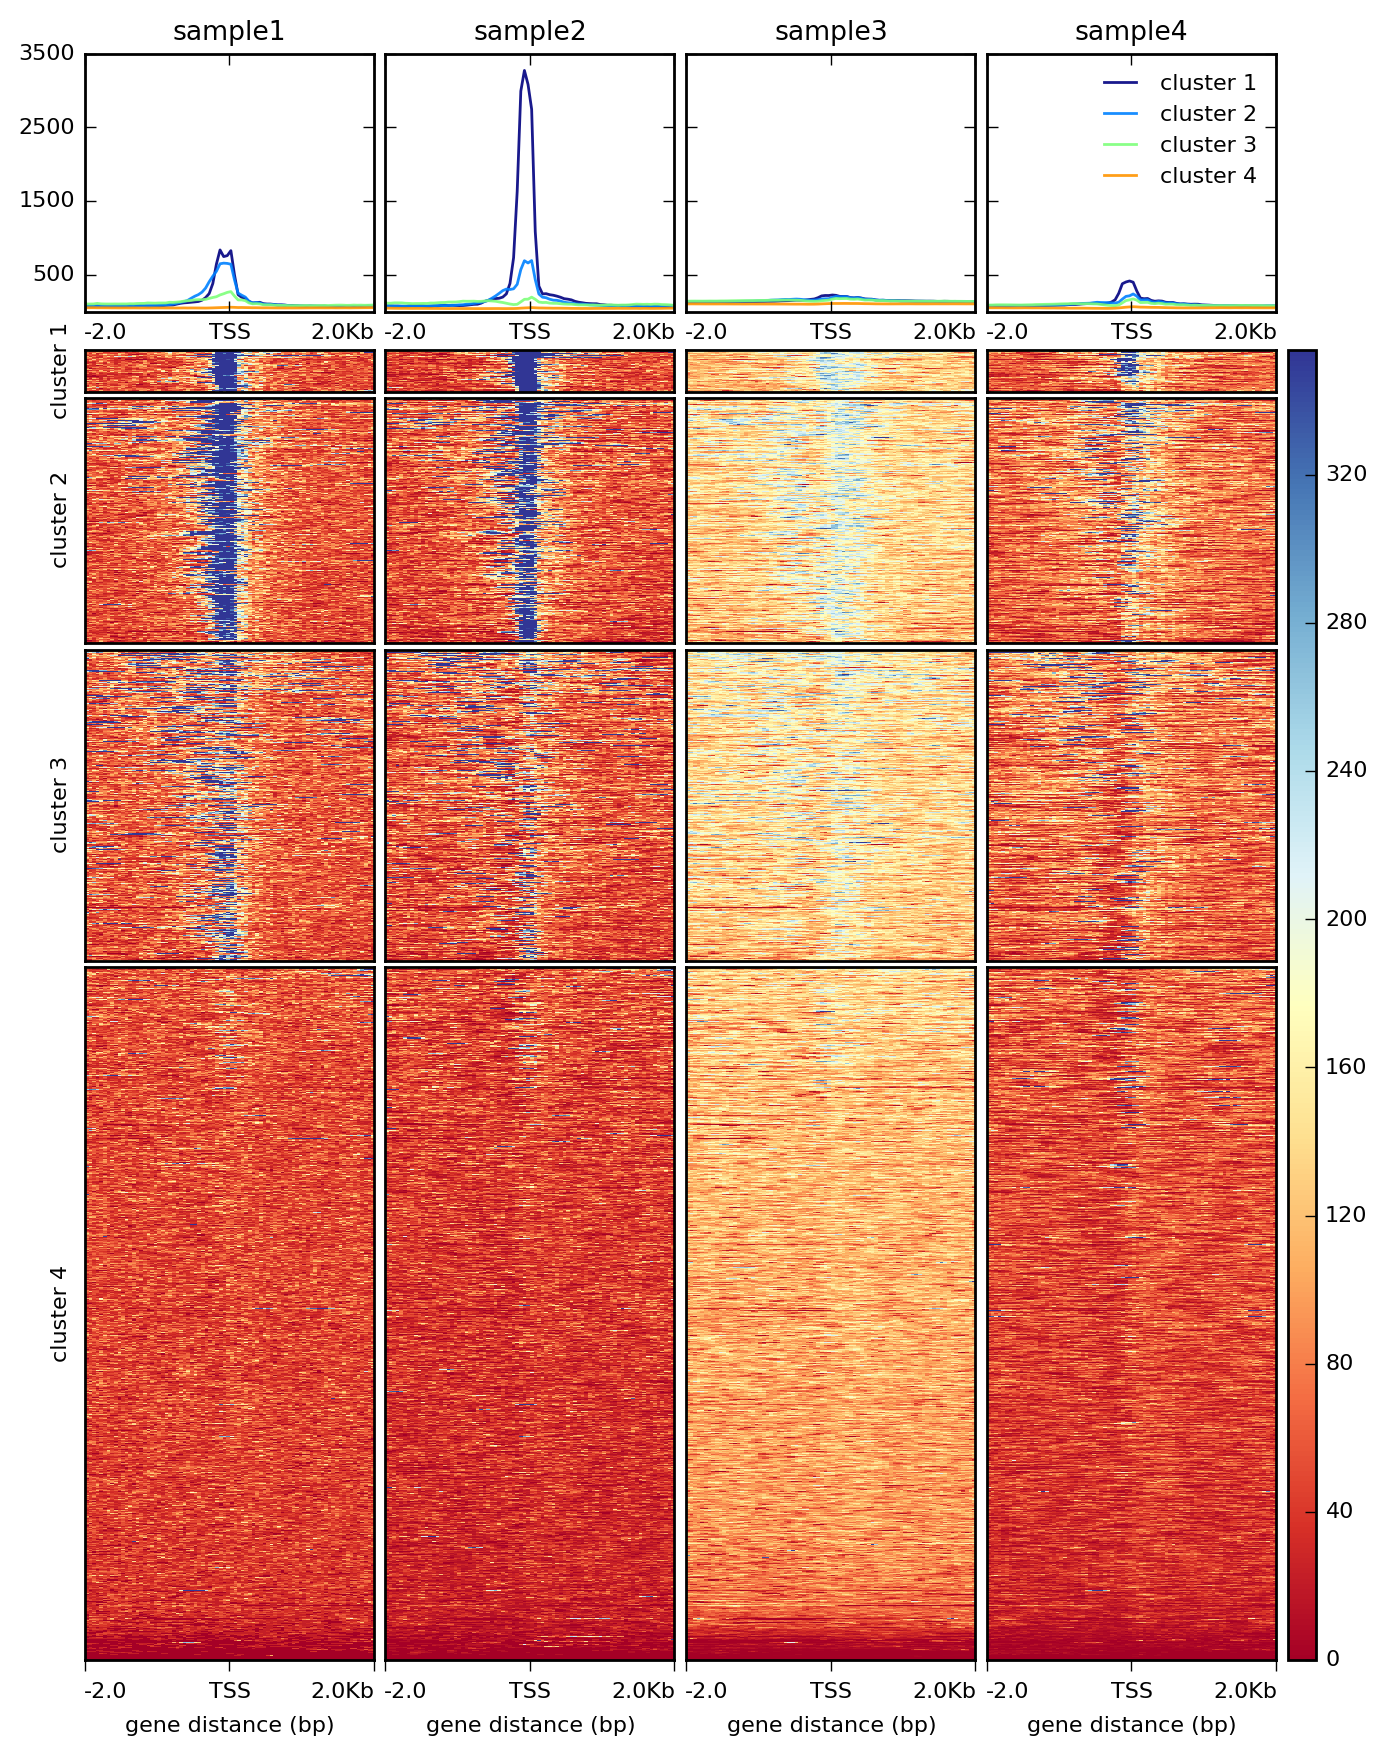 sample1 sample2 sample3 sample4
3500
2500
1500
500
cluster 1
cluster 2
cluster 3
cluster 4
-2.0 TSS 2.0Kb -2.0 TSS 2.0Kb -2.0 TSS 2.0Kb -2.0 TSS 2.0Kb
cluster 1
cluster 2
cluster 3
cluster 4
320
280
240
200
160
120
80
40
0
-2.0 TSS 2.0Kb -2.0 TSS 2.0Kb -2.0 TSS 2.0Kb -2.0 TSS 2.0Kb
gene distance (bp) gene distance (bp) gene distance (bp) gene distance (bp)